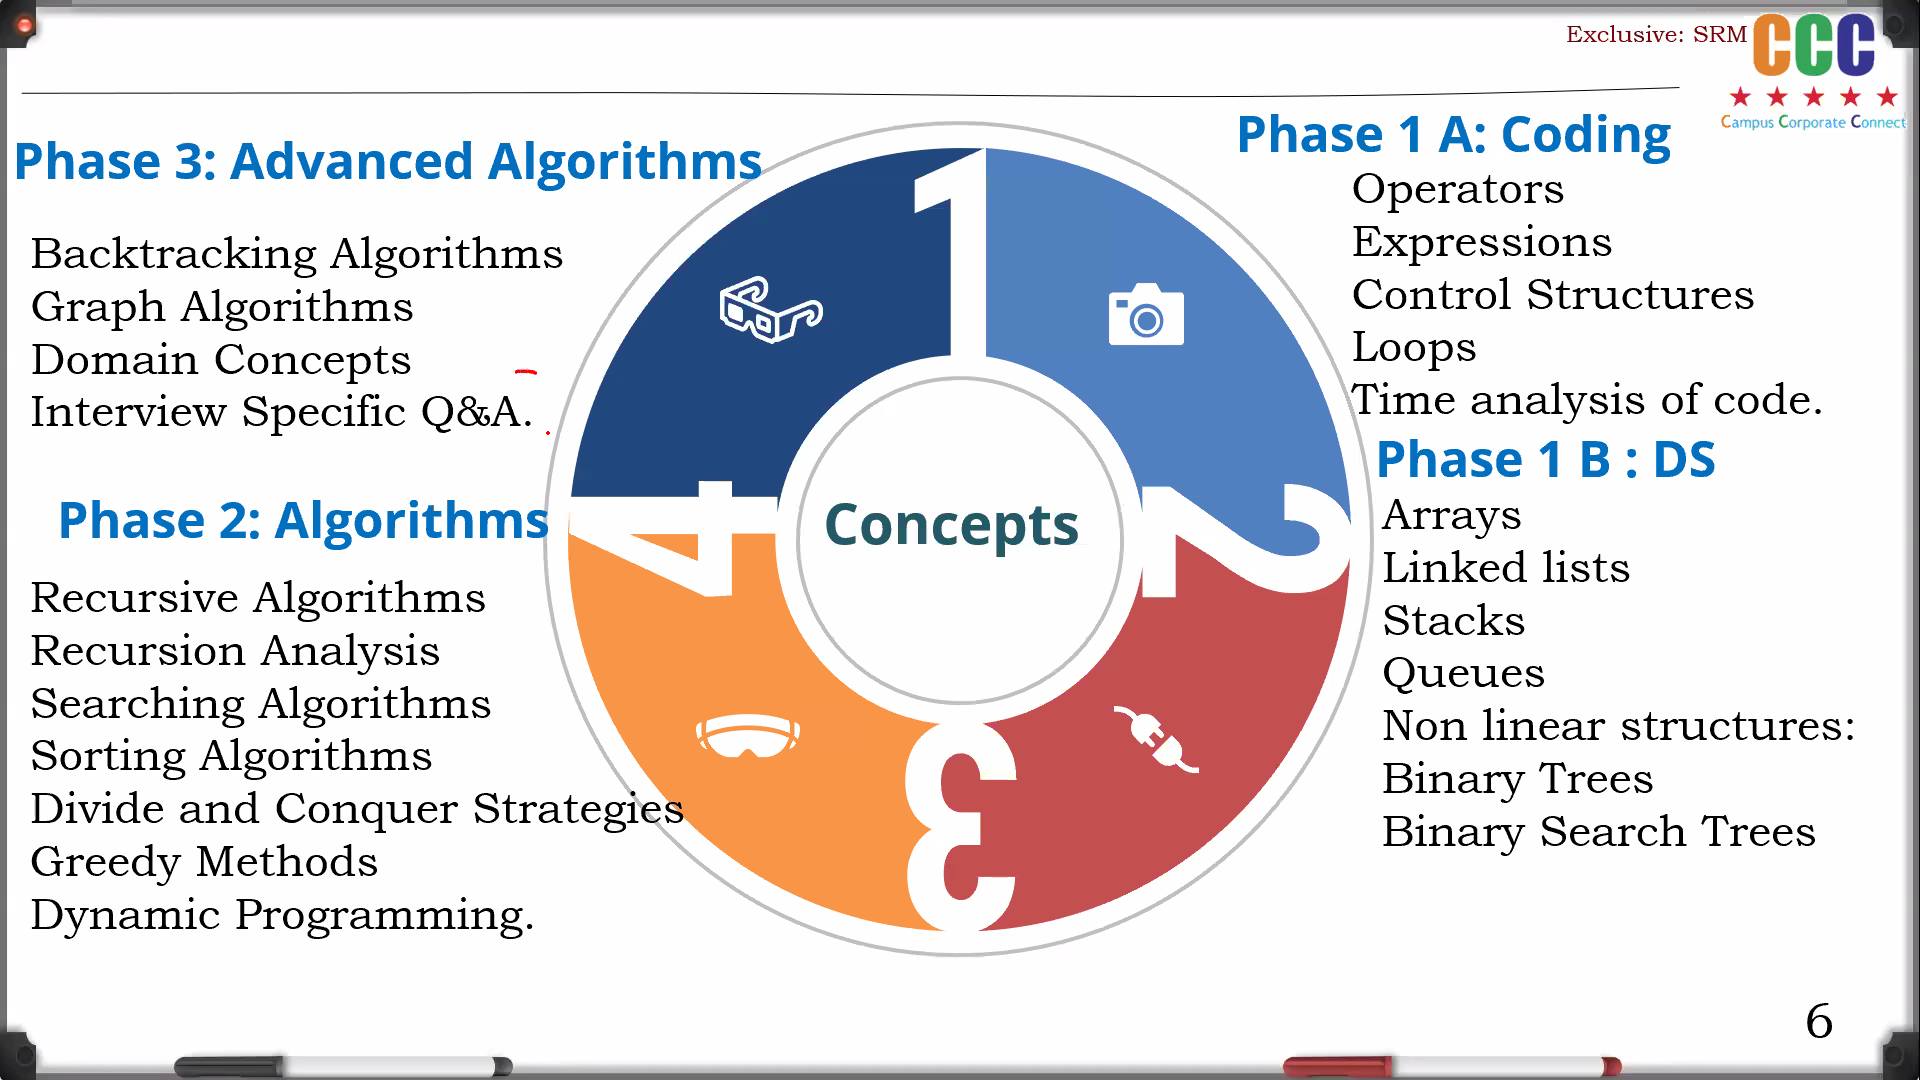 Exclusive: SRM
CCC
Campus Corporate Connect
Phase 3: Advanced Algorithms
Backtracking Algorithms
Graph Algorithms
Domain Concepts
Interview Specific Q&A.
Phase 2: Algorithms
Recursive Algorithms
Recursion Analysis
Searching Algorithms
Sorting Algorithms
Divide and Conquer Strategies
Greedy Methods
Dynamic Programming.
1
2
3
4
Concepts
Phase 1 A: Coding
Operators
Expressions
Control Structures
Loops
Time analysis of code.
Phase 1 B : DS
Arrays
Linked lists
Stacks
Queues
Non linear structures:
Binary Trees
Binary Search Trees
6